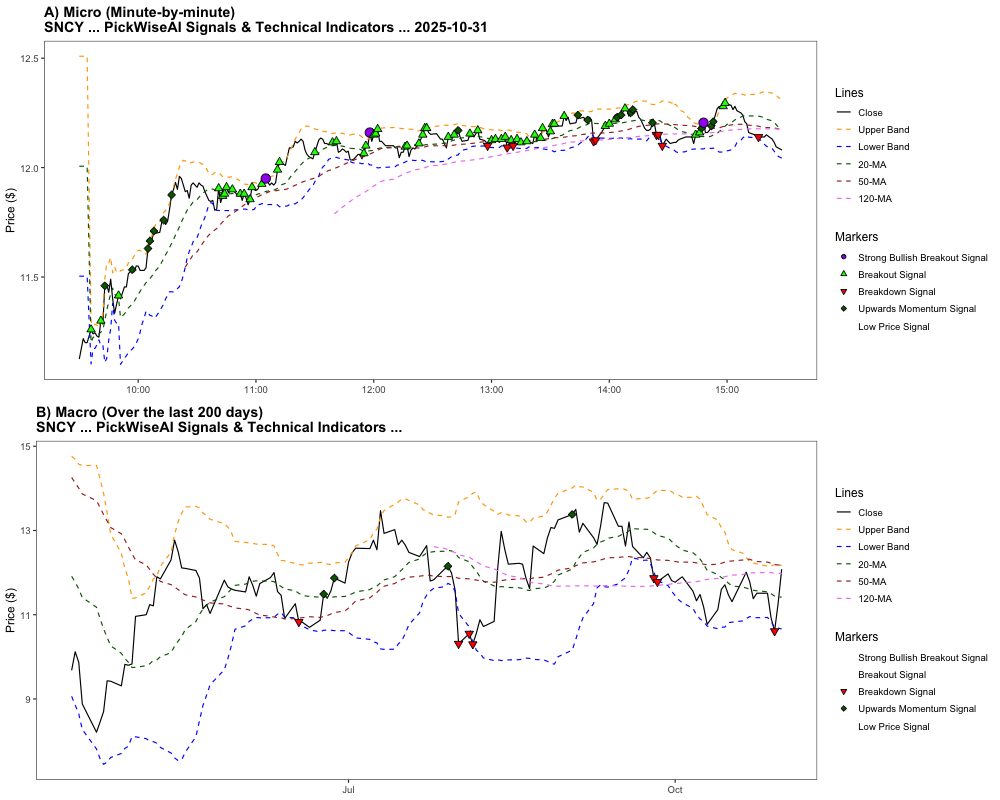 A) Micro (Minute-by-minute)
SNCY ... PickWiseAI Signals & Technical Indicators ... 2025-10-31
12.5
12.0
11.5
Price ($)
10:00 11:00 12:00 13:00 14:00 15:00
Lines
Close
Upper Band
Lower Band
20-MA
50-MA
120-MA
Markers
Strong Bullish Breakout Signal
Breakout Signal
Breakdown Signal
Upwards Momentum Signal
Low Price Signal
B) Macro (Over the last 200 days)
SNCY ... PickWiseAI Signals & Technical Indicators ...
15
13
11
9
Price ($)
Jul Oct
Lines
Close
Upper Band
Lower Band
20-MA
50-MA
120-MA
Markers
Strong Bullish Breakout Signal
Breakout Signal
Breakdown Signal
Upwards Momentum Signal
Low Price Signal